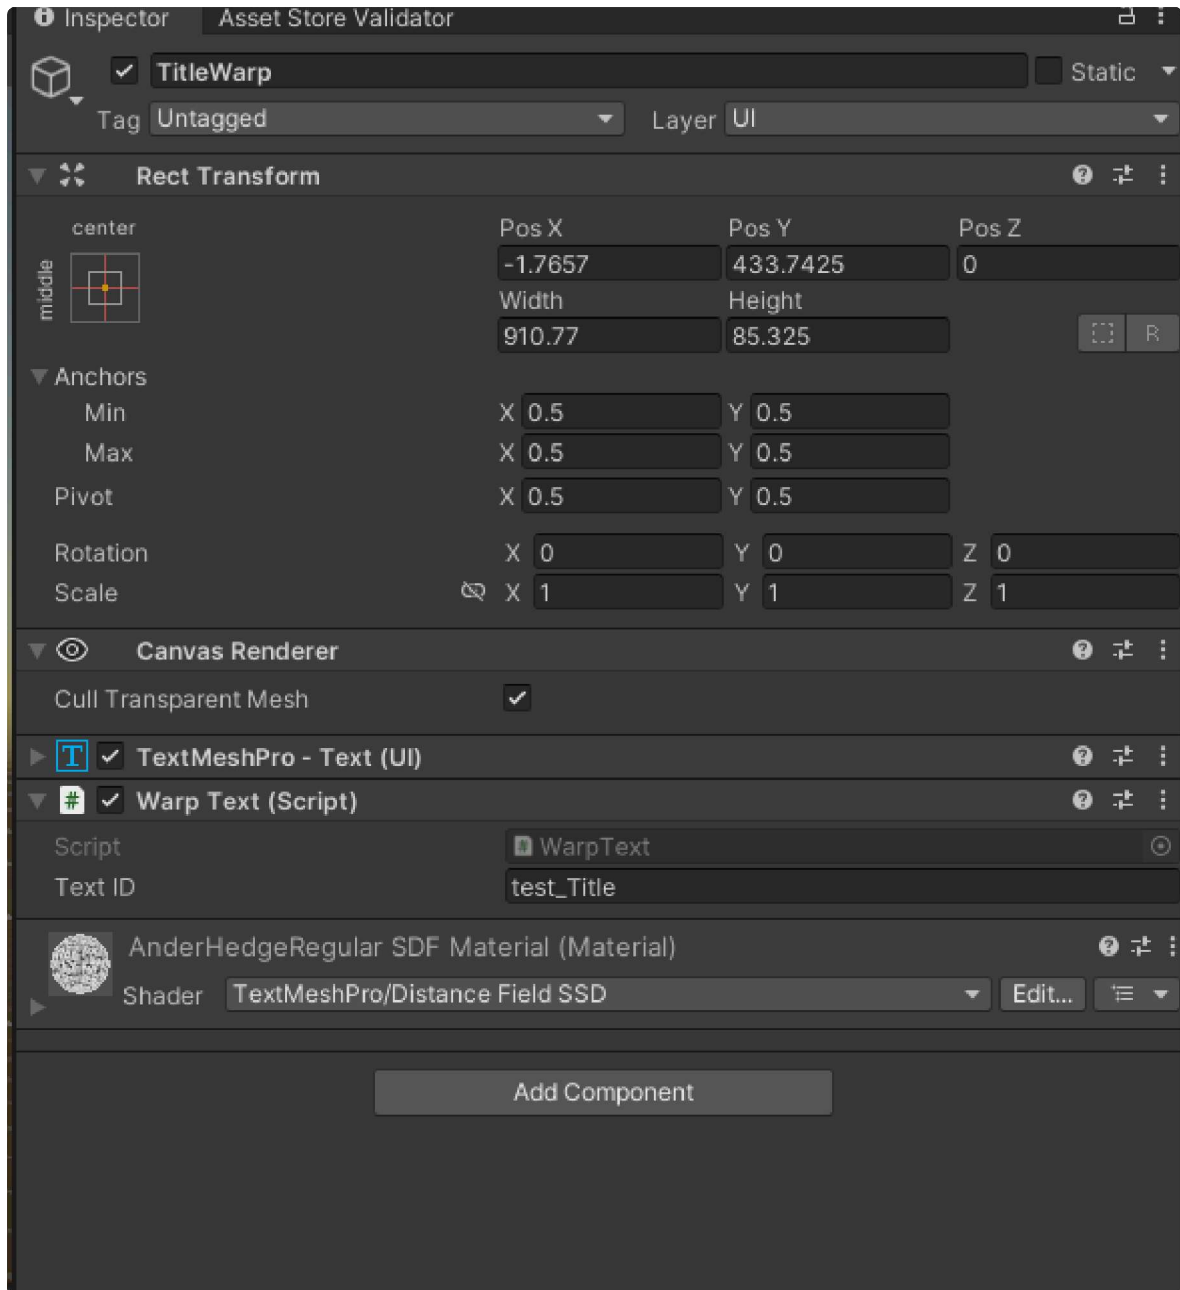 Inspector Asset Store Validator
TitleWarp Static
Tag Untagged Layer UI
Rect Transform
center Pos X Pos Y Pos Z
middle -1.7657 433.7425 0
Width Height
910.77 85.325 R
Anchors
Min X 0.5 Y 0.5
Max X 0.5 Y 0.5
Pivot X 0.5 Y 0.5
Rotation X 0 Y 0 Z 0
Scale X 1 Y 1 Z 1
Canvas Renderer
Cull Transparent Mesh
T TextMeshPro - Text (UI)
# Warp Text (Script)
Script # WarpText
Text ID test_Title
AnderHedgeRegular SDF Material (Material)
Shader TextMeshPro/Distance Field SSD Edit...
Add Component